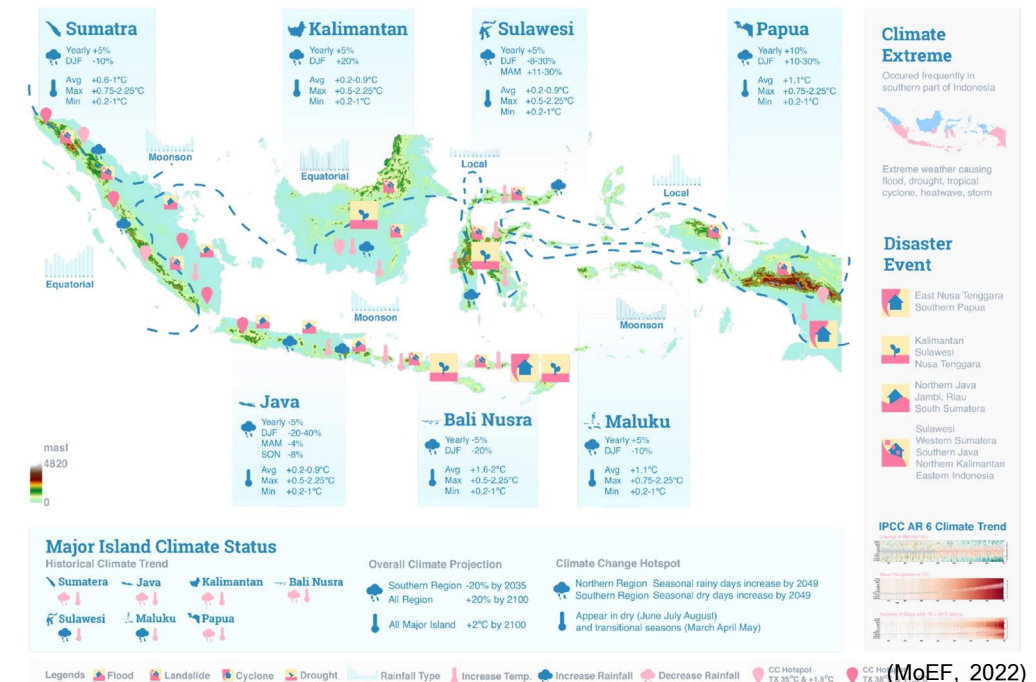 Sumatra
Yearly +5%
DJF -10%
Avg +0.6-1°C
Max +0.75-2.25°C
Min +0.2-1°C
Kalimantan
Yearly +5%
DJF +20%
Avg +0.2-0.9°C
Max +0.5-2.25°C
Min +0.2-1°C
Sulawesi
Yearly +5%
DJF -8-30%
MAM +11-30%
Avg +0.2-0.9°C
Max +0.5-2.25°C
Min +0.2-1°C
Papua
Yearly +10%
DJF +10-30%
Avg +1.1°C
Max +0.75-2.25°C
Min +0.2-1°C
Climate
Extreme
Occured frequently in
southern part of Indonesia
Extreme weather causing
flood, drought, tropical
cyclone, heatwave, storm
Moonson
Equatorial
Local
Local
Equatorial
Moonson
Moonson
Disaster
Event
East Nusa Tenggara
Southern Papua
Kalimantan
Sulawesi
Nusa Tenggara
Northern Java
Jambi, Riau
South Sumatera
Sulawesi
Western Sumatera
Southern Java
Northern Kalimantan
Eastern Indonesia
Java
Yearly -5%
DJF -20-40%
MAM -4%
SON -8%
Avg +0.2-0.9°C
Max +0.5-2.25°C
Min +0.2-1°C
Bali Nusra
Yearly -5%
DJF -20%
Avg +1.6-2°C
Max +0.5-2.25°C
Min +0.2-1°C
Maluku
Yearly +5%
DJF -10%
Avg +1.1°C
Max +0.75-2.25°C
Min +0.2-1°C
masl
4820
0
IPCC AR 6 Climate Trend
Major Island Climate Status
Historical Climate Trend
Sumatera
Java
Kalimantan
Bali Nusra
Sulawesi
Maluku
Papua
Overall Climate Projection
Southern Region -20% by 2035
All Region +20% by 2100
All Major Island +2°C by 2100
Climate Change Hotspot
Northern Region Seasonal rainy days increase by 2049
Southern Region Seasonal dry days increase by 2049
Appear in dry (June July August)
and transitional seasons (March April May)
Legends Flood Landslide Cyclone Drought Rainfall Type Increase Temp. Increase Rainfall Decrease Rainfall
CC Hotspot
TX 35°C & +1.5°C
(MoEF, 2022)